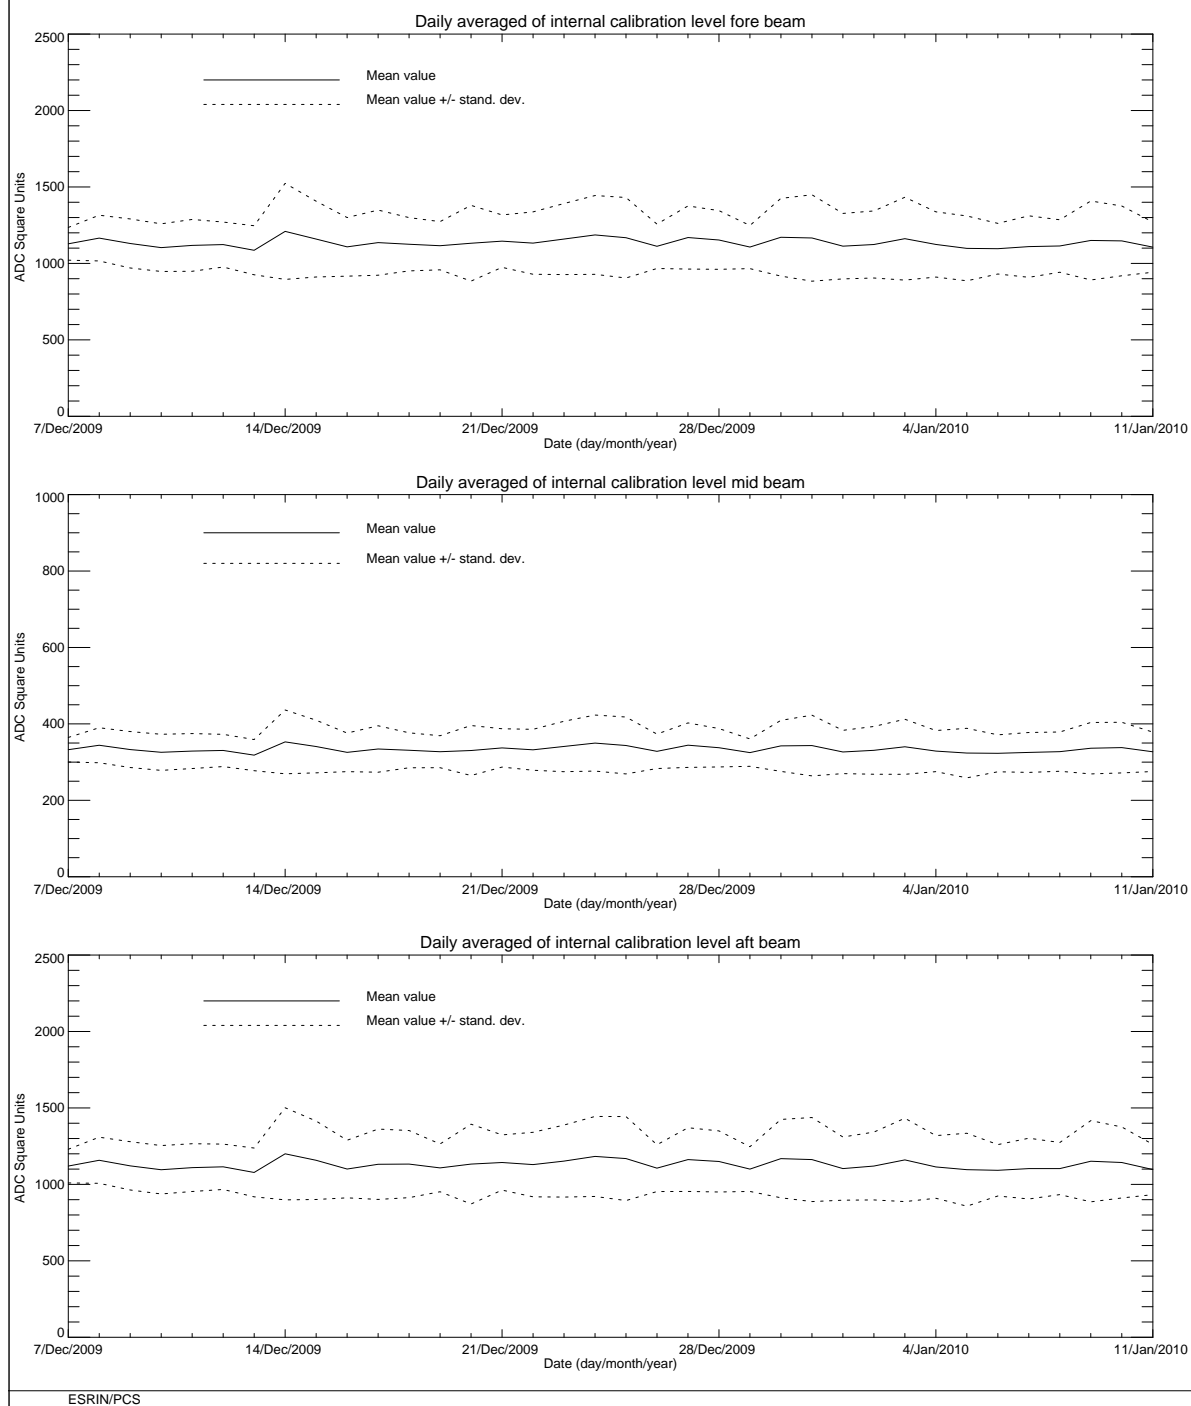 Daily averaged of internal calibration level fore beam
2500
2000
1500
1000
500
0
ADC Square Units
Mean value
Mean value +/- stand. dev.
7/Dec/2009 14/Dec/2009 21/Dec/2009 28/Dec/2009 4/Jan/2010 11/Jan/2010
Date (day/month/year)
Daily averaged of internal calibration level mid beam
1000
800
600
400
200
0
ADC Square Units
Mean value
Mean value +/- stand. dev.
7/Dec/2009 14/Dec/2009 21/Dec/2009 28/Dec/2009 4/Jan/2010 11/Jan/2010
Date (day/month/year)
Daily averaged of internal calibration level aft beam
2500
2000
1500
1000
500
0
ADC Square Units
Mean value
Mean value +/- stand. dev.
7/Dec/2009 14/Dec/2009 21/Dec/2009 28/Dec/2009 4/Jan/2010 11/Jan/2010
Date (day/month/year)
ESRIN/PCS